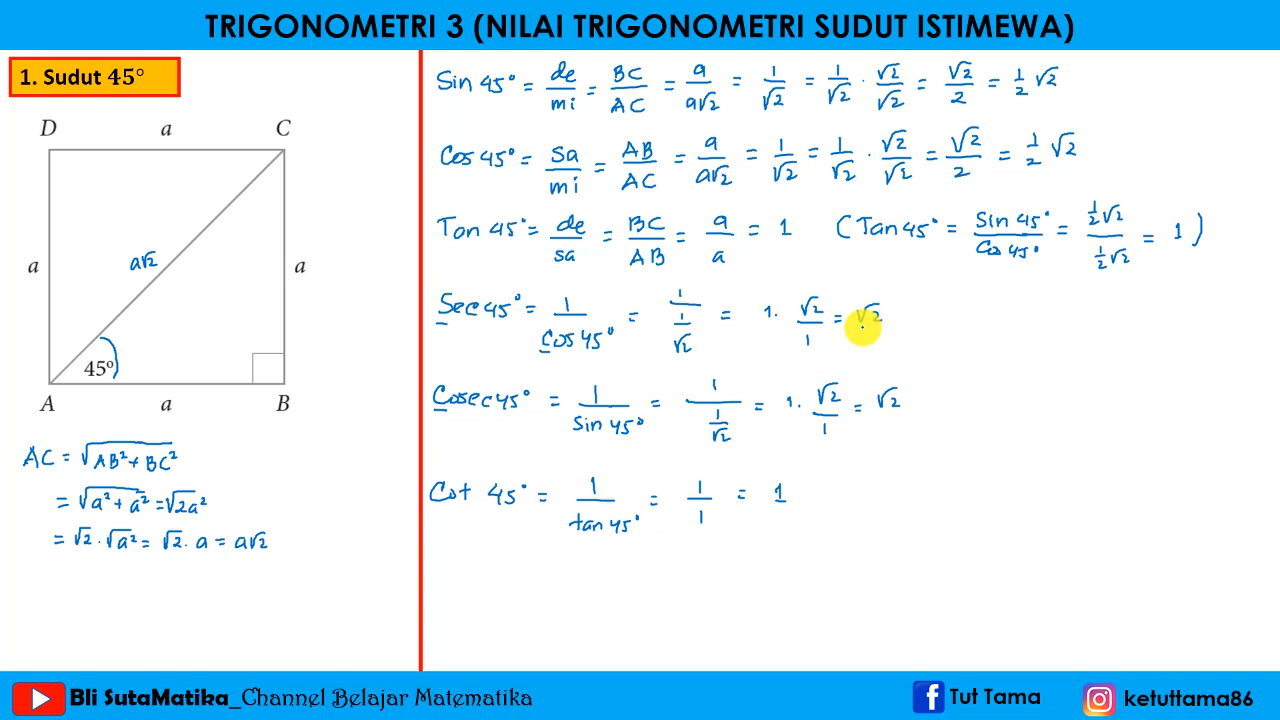 TRIGONOMETRI 3 (NILAI TRIGONOMETRI SUDUT ISTIMEWA)
1. Sudut 45°
D a C
a a√2 a
45°
A a B
AC = √(AB² + BC²)
= √(a² + a²) = √2a²
= √2 . √a² = √2 . a = a√2
Sin 45° = de/mi = BC/AC = a/a√2 = 1/√2 = 1/√2 . √2/√2 = √2/2 = 1/2 √2
Cos 45° = sa/mi = AB/AC = a/a√2 = 1/√2 = 1/√2 . √2/√2 = √2/2 = 1/2 √2
Tan 45° = de/sa = BC/AB = a/a = 1 (Tan 45° = Sin 45°/Cos 45° = 1/2 √2 / 1/2 √2 = 1)
Sec 45° = 1/Cos 45° = 1/(1/√2) = 1 . √2/1 = √2
Cosec 45° = 1/Sin 45° = 1/(1/√2) = 1 . √2/1 = √2
Cot 45° = 1/tan 45° = 1/1 = 1
Bli SutaMatika_Channel Belajar Matematika
Tut Tama
ketuttama86